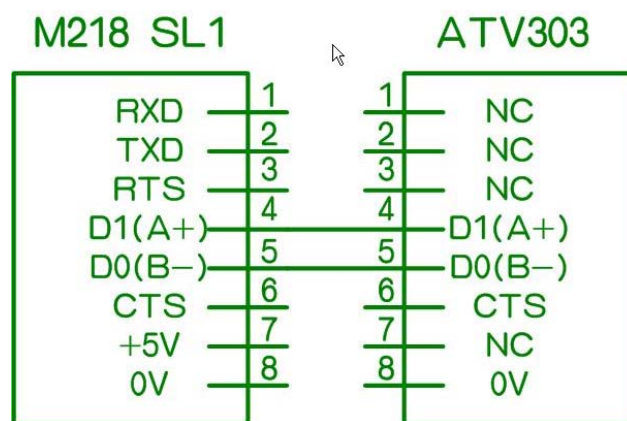 M218 SL1 ATV303
RXD 1 1 NC
TXD 2 2 NC
RTS 3 3 NC
D1(A+) 4 4 D1(A+)
D0(B−) 5 5 D0(B−)
CTS 6 6 CTS
+5V 7 7 NC
0V 8 8 0V